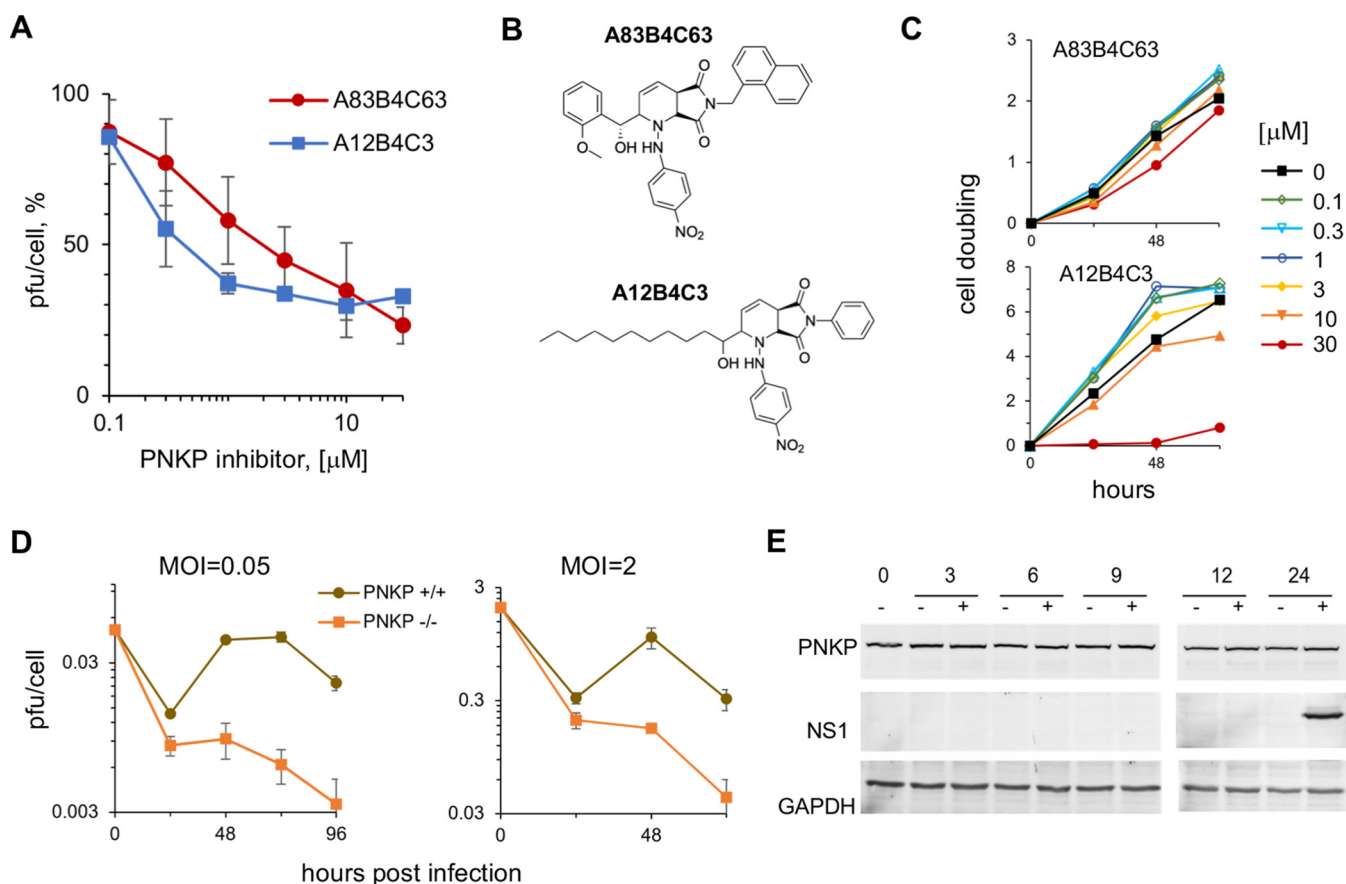 A
100
50
0
pfu/cell, %
A83B4C63
A12B4C3
0.1
1
10
PNKP inhibitor, [µM]
B
A83B4C63
O
N
O
N
OH
HN
O
NO₂
A12B4C3
O
N
O
N
OH
HN
NO₂
C
A83B4C63
3
2
1
0
0
48
A12B4C3
8
7
6
4
2
1
0
0
48
cell doubling
hours
[µM]
0
0.1
0.3
1
3
10
30
D
MOI=0.05
PNKP +/+
PNKP -/-
0.03
0.003
pfu/cell
0
48
96
MOI=2
3
0.3
0.03
0
48
hours post infection
E
0 3 6 9 12 24
- - + - + - + - + - +
PNKP
NS1
GAPDH